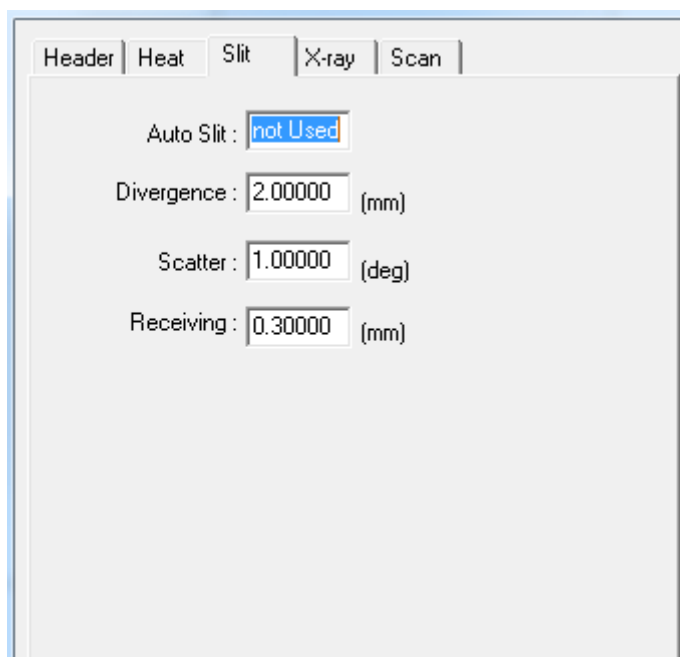 Header Heat Slit X-ray Scan
Auto Slit : not Used
Divergence : 2.00000 (mm)
Scatter : 1.00000 (deg)
Receiving : 0.30000 (mm)